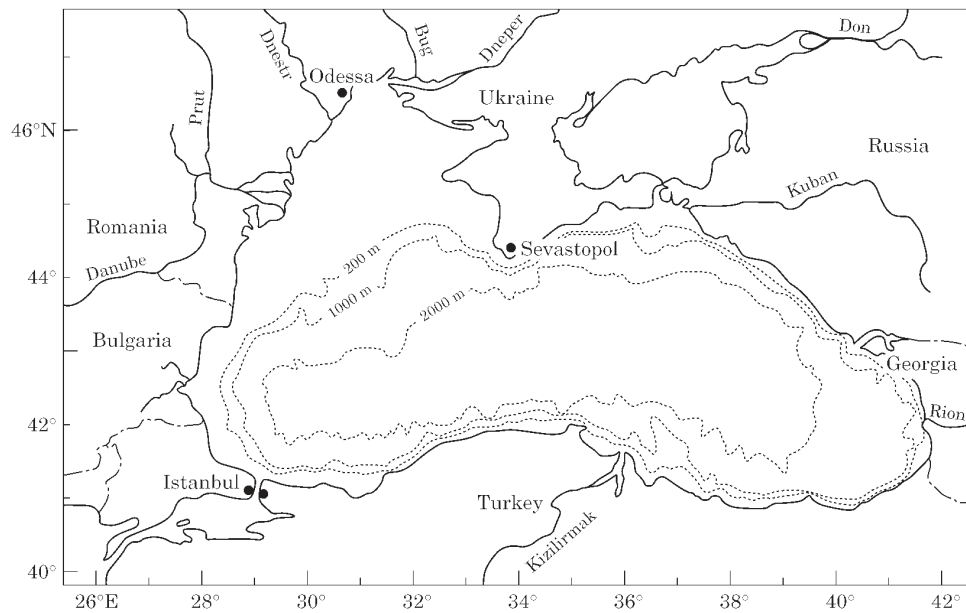 Don
Bug
Dneper
Dnestr
Odessa
Ukraine
Prut
46°N
Russia
Kuban
Romania
Sevastopol
200 m
Danube
44°
1000 m
2000 m
Bulgaria
Georgia
42°
Rion
Istanbul
Turkey
Kizilirmak
40°
26°E
28°
30°
32°
34°
36°
38°
40°
42°